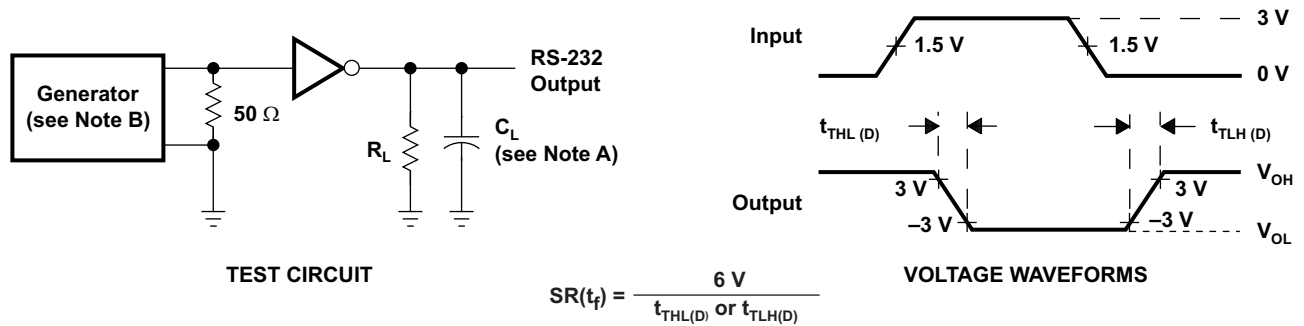 Generator
(see Note B)
50 Ω
RS-232
Output
R_L
C_L
(see Note A)
TEST CIRCUIT
Input
1.5 V
1.5 V
3 V
0 V
t_THL (D)
t_TLH (D)
Output
3 V
–3 V
3 V
–3 V
V_OH
V_OL
VOLTAGE WAVEFORMS
SR(t_f) = 6 V / t_THL(D) or t_TLH(D)